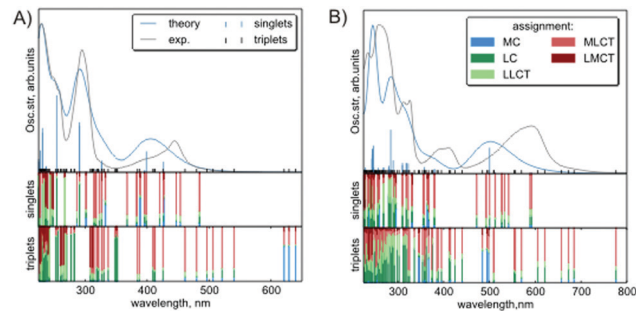 A)
theory
singlets
exp.
triplets
Osc.str, arb.units
singlets
triplets
300
400
500
600
wavelength, nm
B)
assignment:
MC
MLCT
LC
LMCT
LLCT
Osc.str, arb.units
singlets
triplets
300
400
500
600
700
800
wavelength,nm